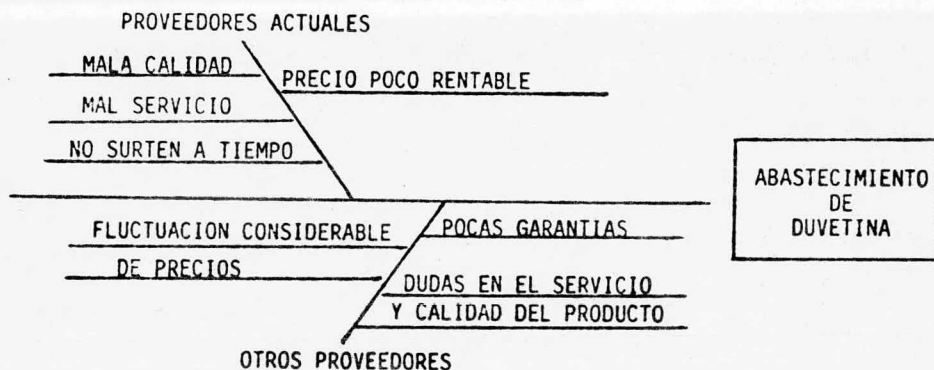 PROVEEDORES ACTUALES
MALA CALIDAD
PRECIO POCO RENTABLE
MAL SERVICIO
NO SURTEN A TIEMPO
ABASTECIMIENTO
DE
DUVETINA
FLUCTUACION CONSIDERABLE
DE PRECIOS
POCAS GARANTIAS
DUDAS EN EL SERVICIO
Y CALIDAD DEL PRODUCTO
OTROS PROVEEDORES